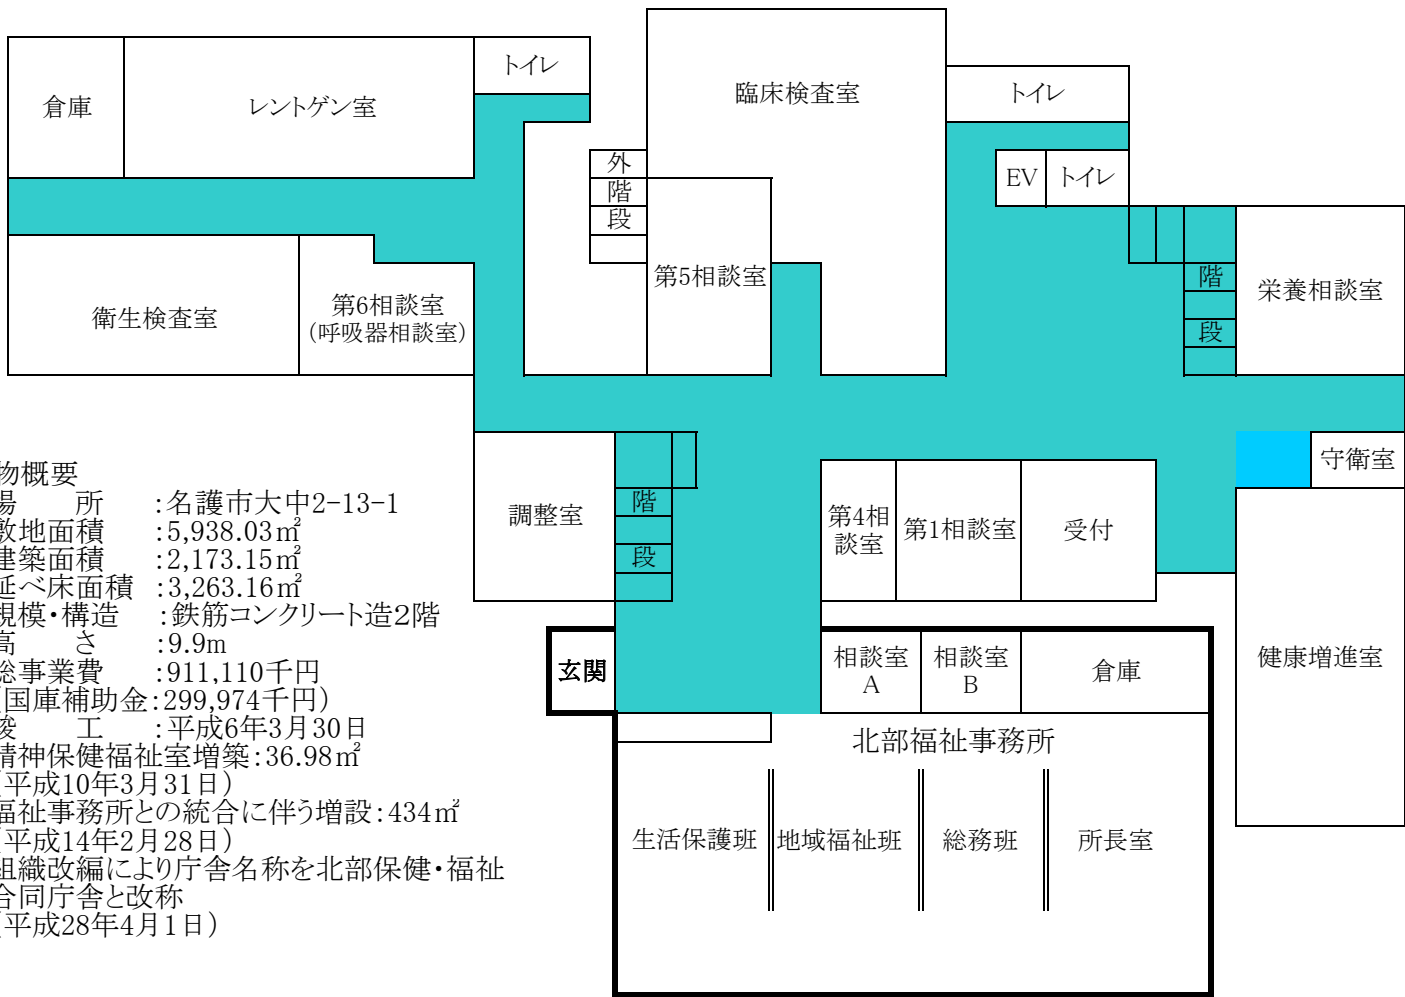 トイレ
倉庫
レントゲン室
臨床検査室
トイレ
外
階
段
EV
トイレ
第5相談室
階
段
栄養相談室
衛生検査室
第6相談室
(呼吸器相談室)
守衛室
調整室
階
段
第4相
談室
第1相談室
受付
健康増進室
玄関
相談室
A
相談室
B
倉庫
北部福祉事務所
生活保護班
地域福祉班
総務班
所長室
物概要
場　所　:名護市大中2-13-1
敷地面積　:5,938.03㎡
建築面積　:2,173.15㎡
延べ床面積　:3,263.16㎡
規模・構造　:鉄筋コンクリート造2階
高　さ　:9.9m
総事業費　:911,110千円
(国庫補助金:299,974千円)
竣　工　:平成6年3月30日
精神保健福祉室増築:36.98㎡
(平成10年3月31日)
福祉事務所との統合に伴う増設:434㎡
(平成14年2月28日)
組織改編により庁舎名称を北部保健・福祉
合同庁舎と改称
(平成28年4月1日)